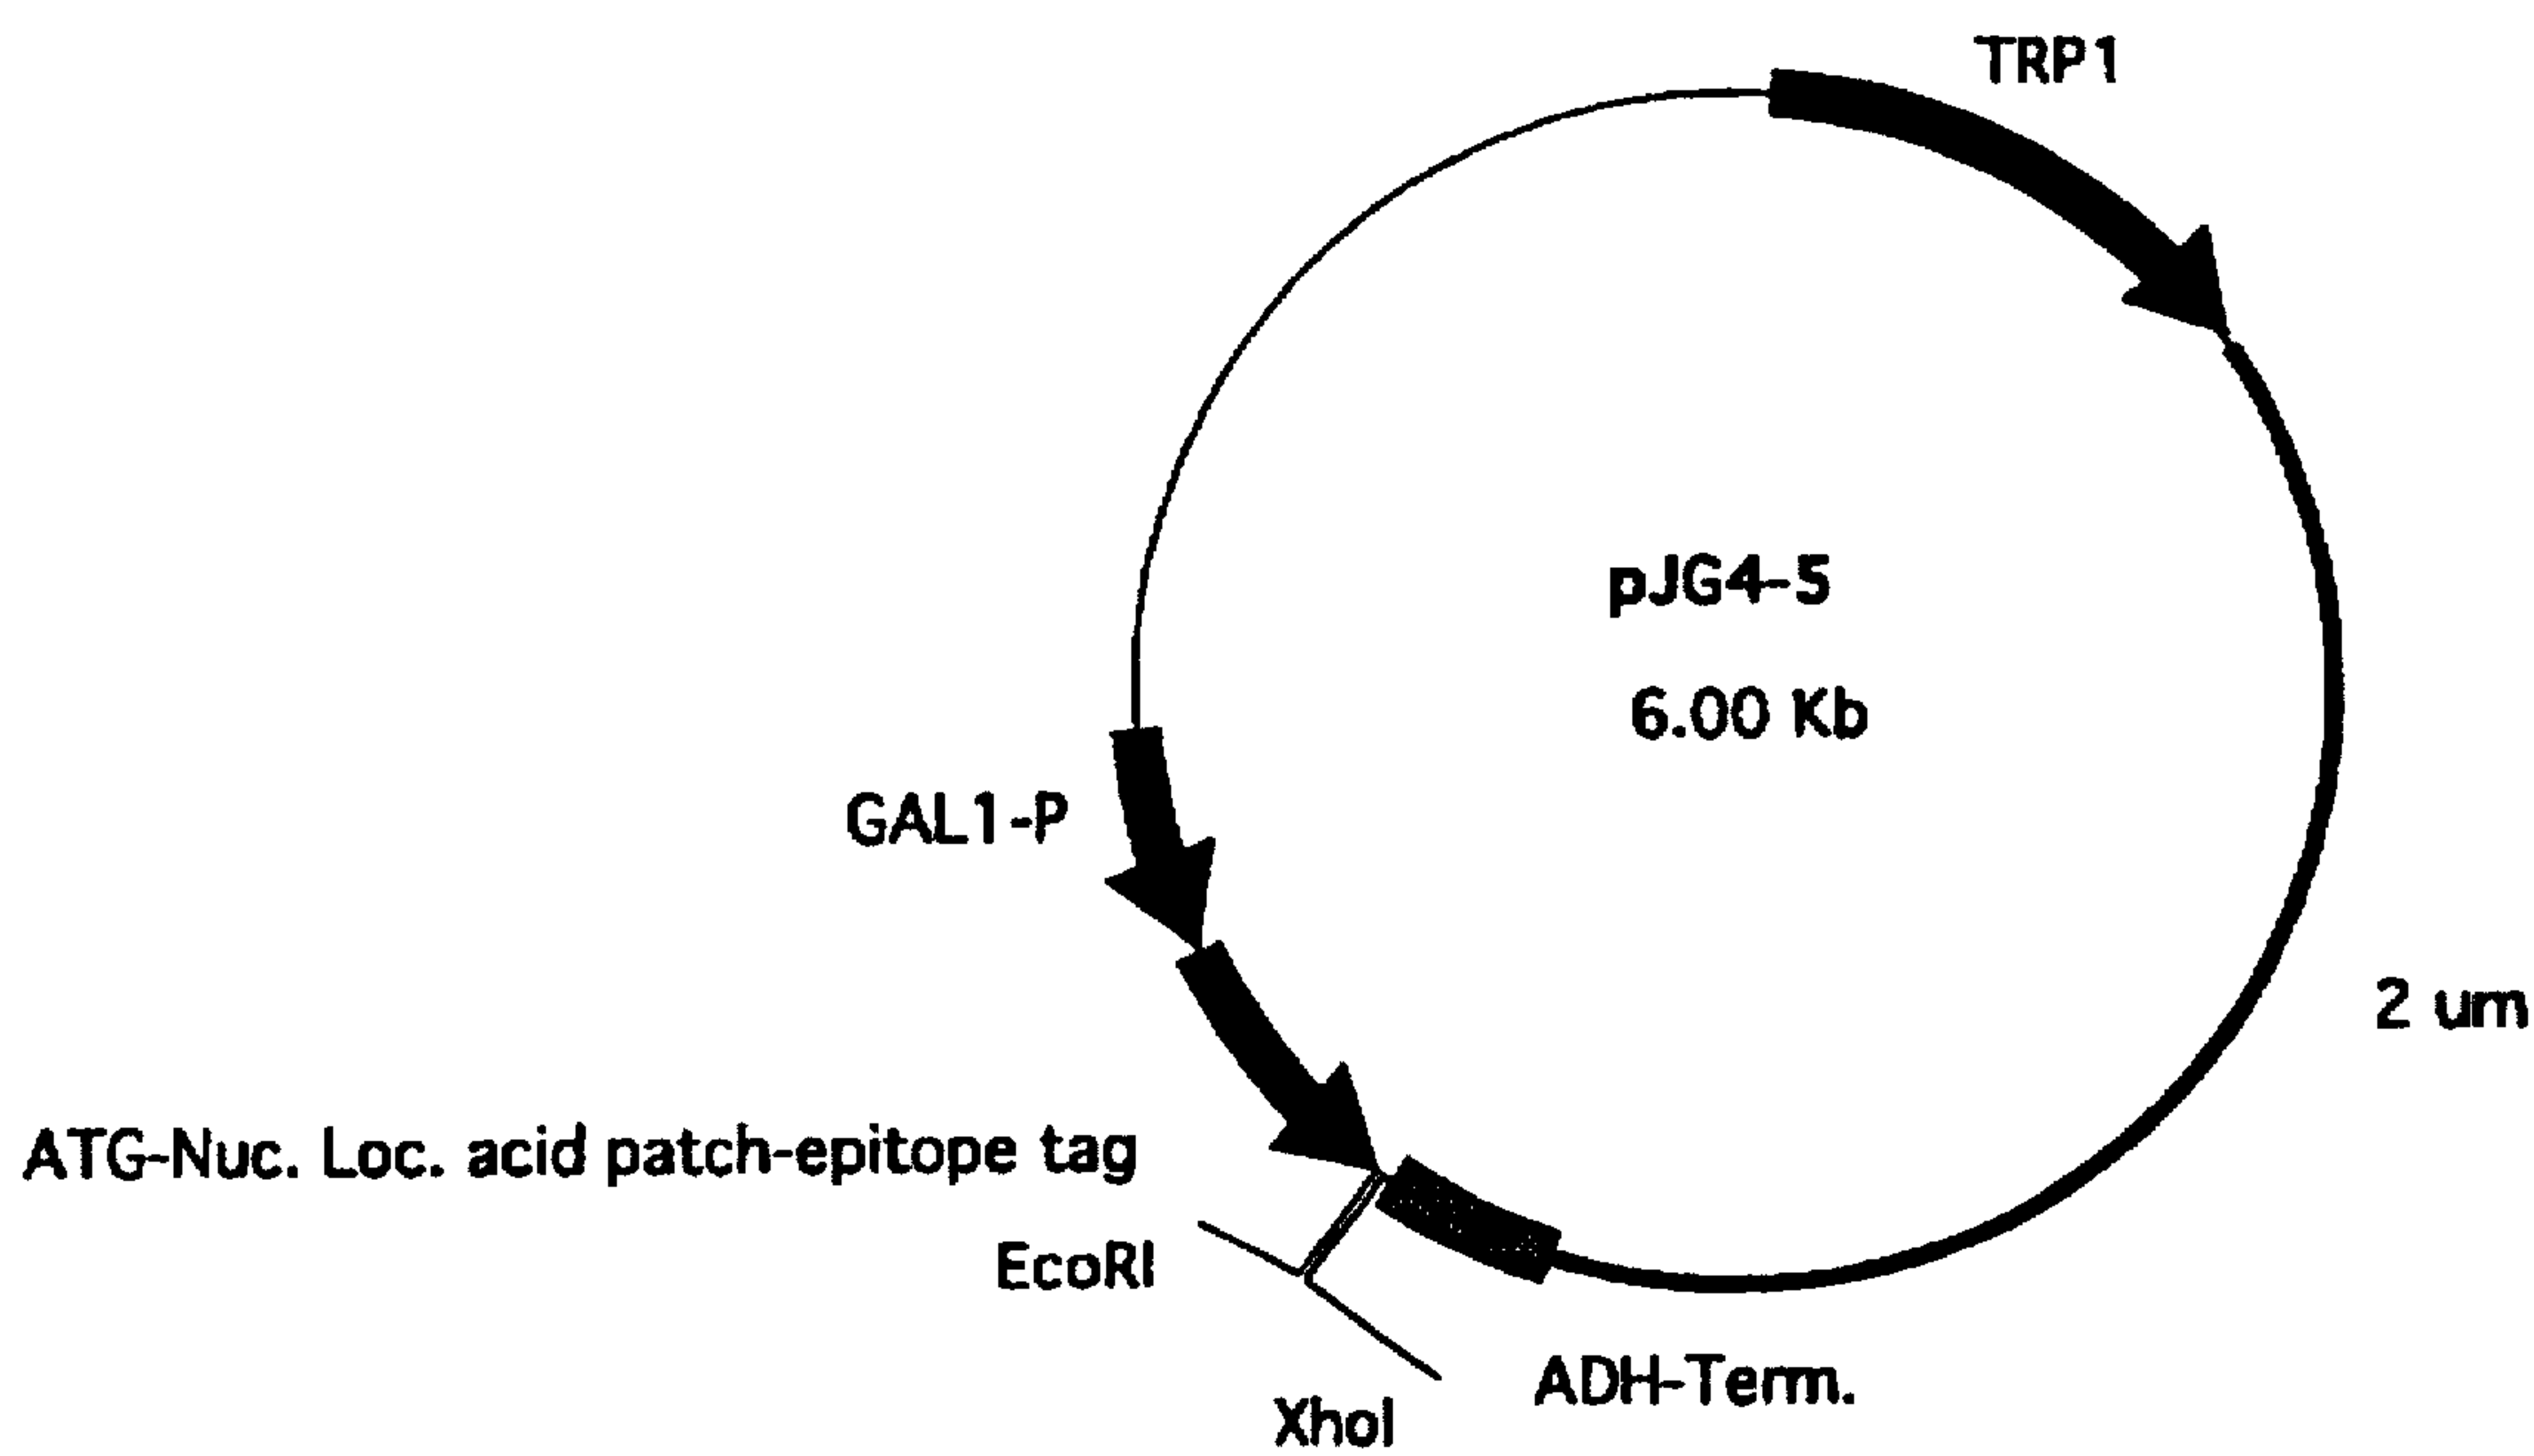 TRP1
pJG4-5
6.00 Kb
GAL1-P
2 um
ATG-Nuc. Loc. acid patch-epitope tag
EcoRI
ADH-Term.
XhoI